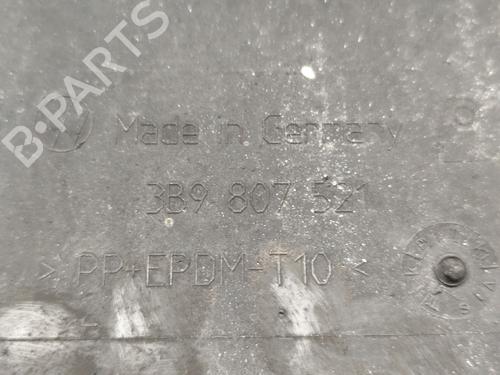 B-PARTS
Made in Germany
3B9 807 521
> PP+EPDM-T10 <